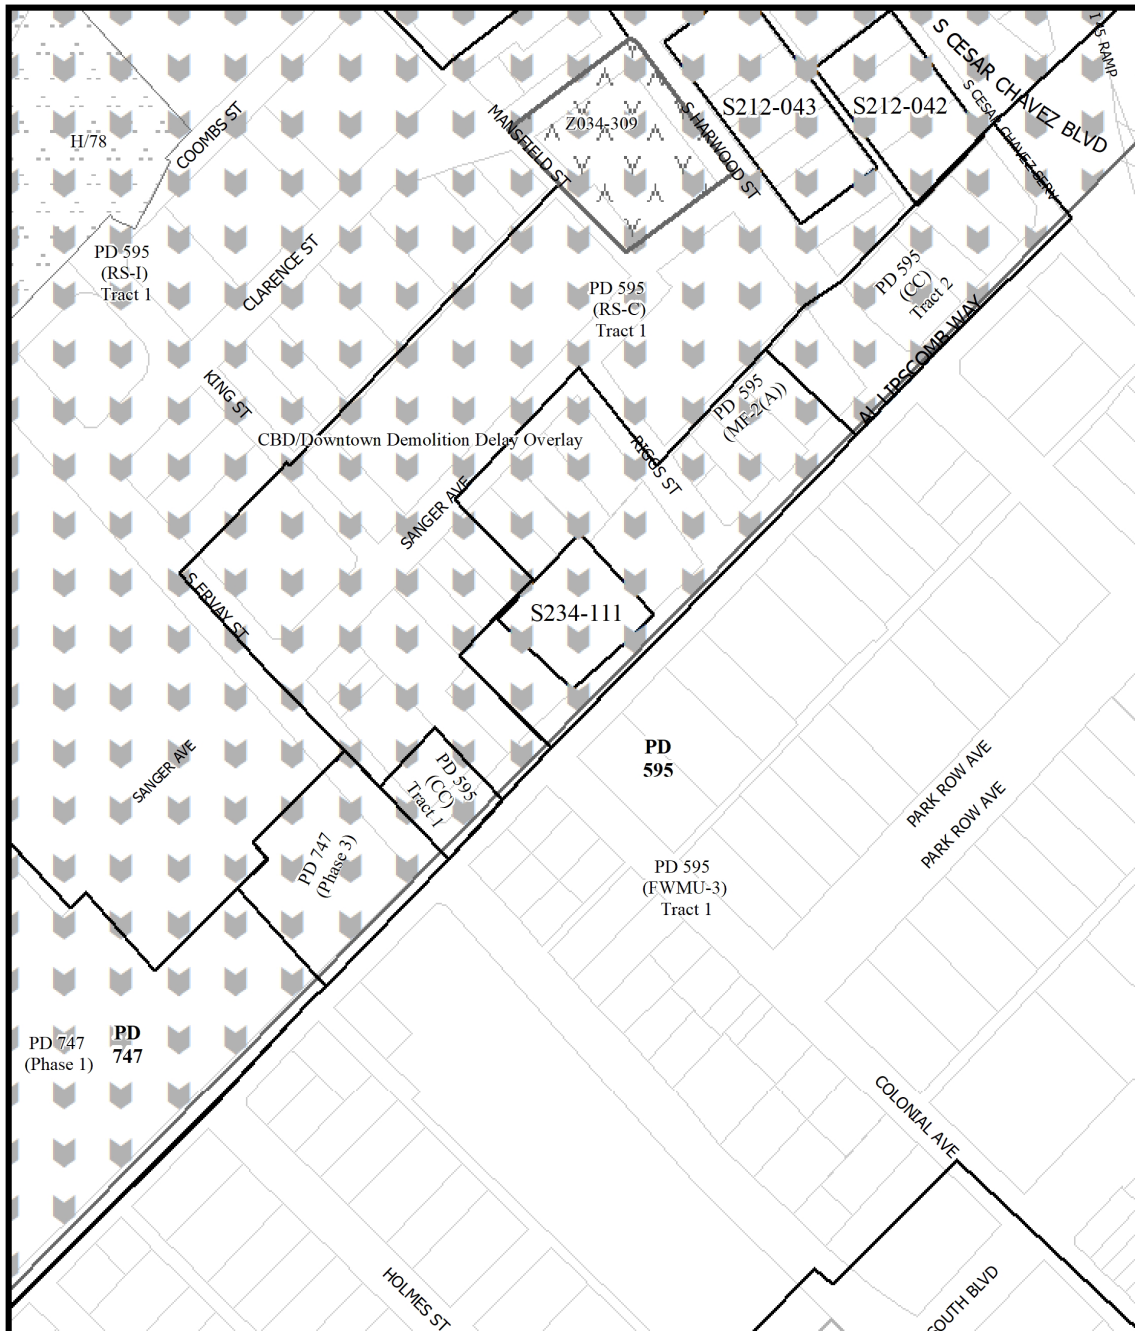 S CESAR CHAVEZ BLVD
I 45 RAMP
S CESAR CHAVEZ SERV
S212-043
S212-042
Z034-309
MANSFIELD ST
S HARWOOD ST
H/78
COOMBS ST
PD 595
(RS-I)
Tract 1
CLARENCE ST
PD 595
(RS-C)
Tract 1
PD 595
(CC)
Tract 2
AL LIPSCOMB WAY
KING ST
PD 595
(MF-2(A))
CBD/Downtown Demolition Delay Overlay
RIGGS ST
SANGER AVE
S ERVAY ST
S234-111
SANGER AVE
PD 595
(CC)
Tract 1
PD
595
PARK ROW AVE
PARK ROW AVE
PD 747
(Phase 3)
PD 595
(FWMU-3)
Tract 1
PD 747
(Phase 1)
PD
747
COLONIAL AVE
HOLMES ST
SOUTH BLVD